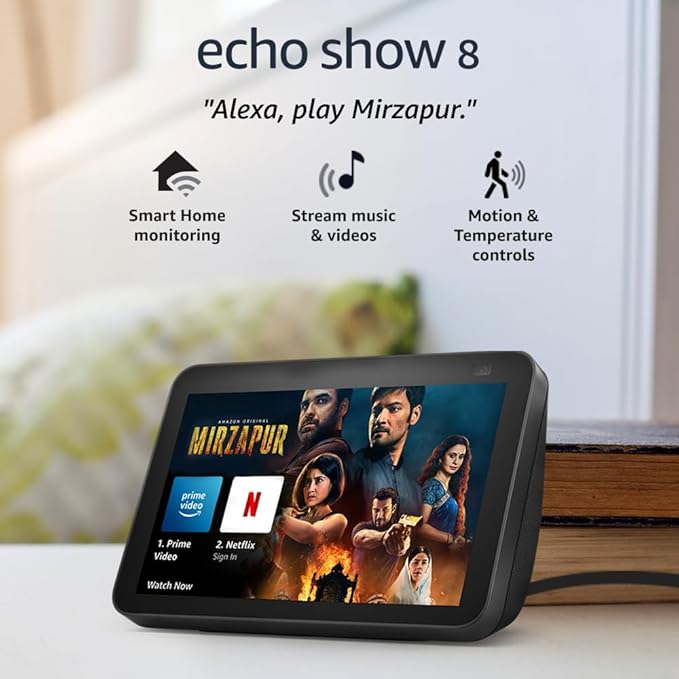 echo show 8
"Alexa, play Mirzapur."
Smart Home
monitoring
Stream music
& videos
Motion &
Temperature
controls
AMAZON ORIGINAL
MIRZAPUR
prime
video
N
1. Prime
Video
2. Netflix
Sign In
Watch Now